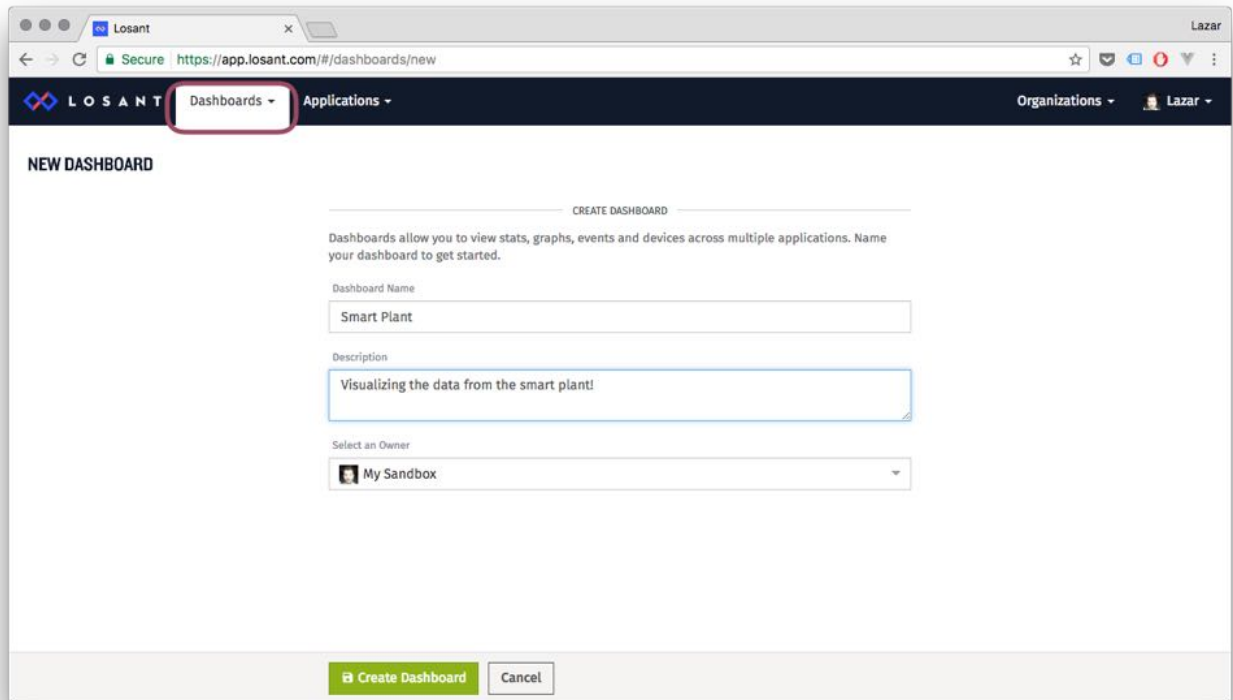 Losant
Lazar
Secure https://app.losant.com/#/dashboards/new
LOSANT Dashboards Applications Organizations Lazar
NEW DASHBOARD
CREATE DASHBOARD
Dashboards allow you to view stats, graphs, events and devices across multiple applications. Name
your dashboard to get started.
Dashboard Name
Smart Plant
Description
Visualizing the data from the smart plant!
Select an Owner
My Sandbox
Create Dashboard Cancel